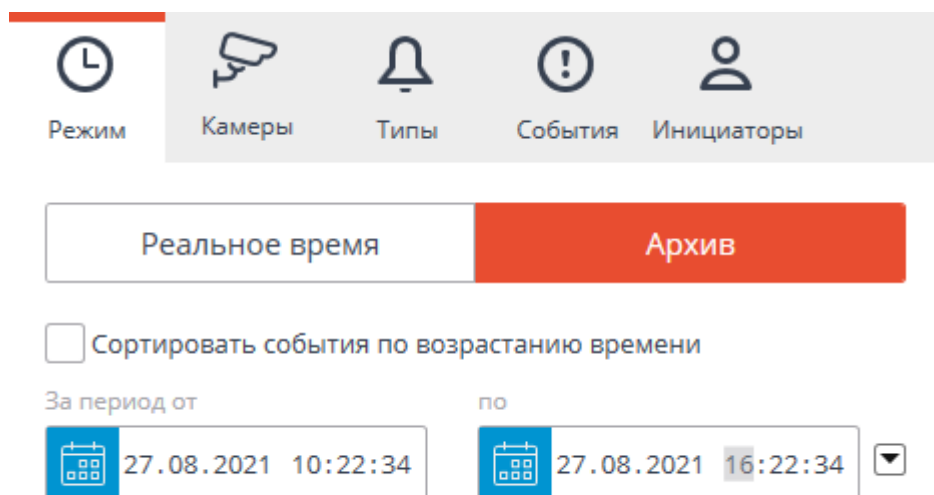 Режим Камеры Типы События Инициаторы
Реальное время Архив
Сортировать события по возрастанию времени
За период от по
27.08.2021 10:22:34 27.08.2021 16:22:34